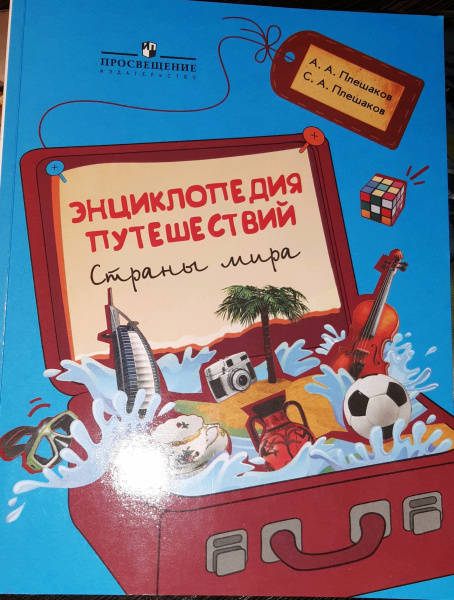 ПРОСВЕЩЕНИЕ
ИЗДАТЕЛЬСТВО
А. А. Плешаков
С. А. Плешаков
ЭНЦИКЛОПЕДИЯ
ПУТЕШЕСТВИЙ
Страны мира